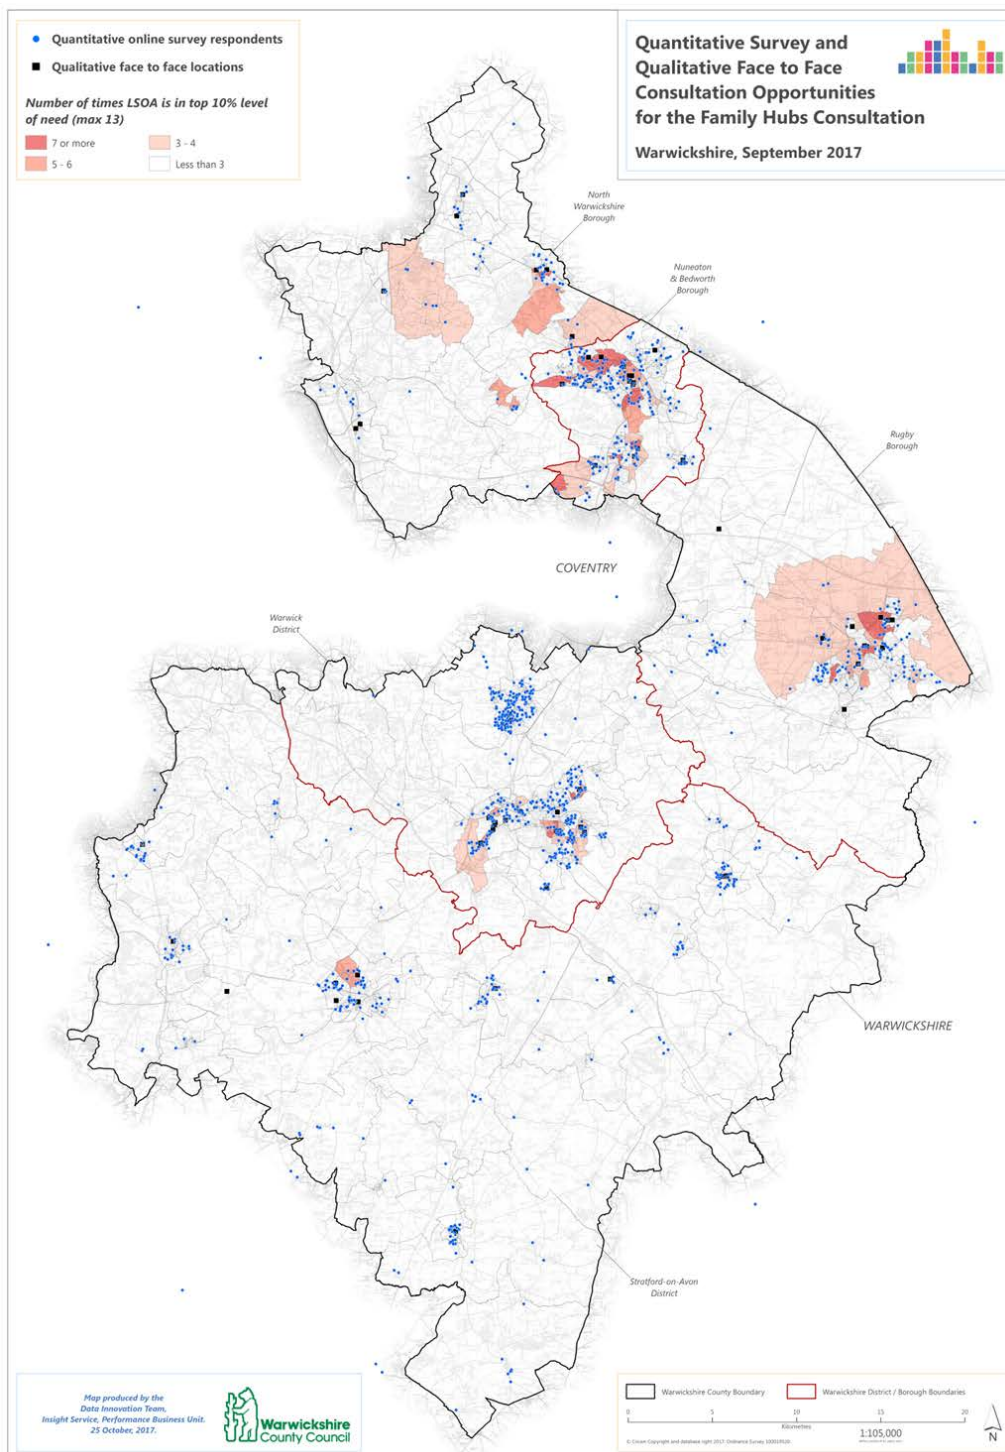 Quantitative online survey respondents
Qualitative face to face locations
Number of times LSOA is in top 10% level
of need (max 13)
7 or more
3 - 4
5 - 6
Less than 3
Quantitative Survey and
Qualitative Face to Face
Consultation Opportunities
for the Family Hubs Consultation
Warwickshire, September 2017
North
Warwickshire
Borough
Nuneaton
& Bedworth
Borough
Rugby
Borough
COVENTRY
Warwick
District
WARWICKSHIRE
Stratford-on-Avon
District
Map produced by the
Data Innovation Team,
Insight Service, Performance Business Unit.
25 October, 2017.
Warwickshire
County Council
Warwickshire County Boundary
Warwickshire District / Borough Boundaries
0 5 10 15 20
Kilometres
1:105,000
N